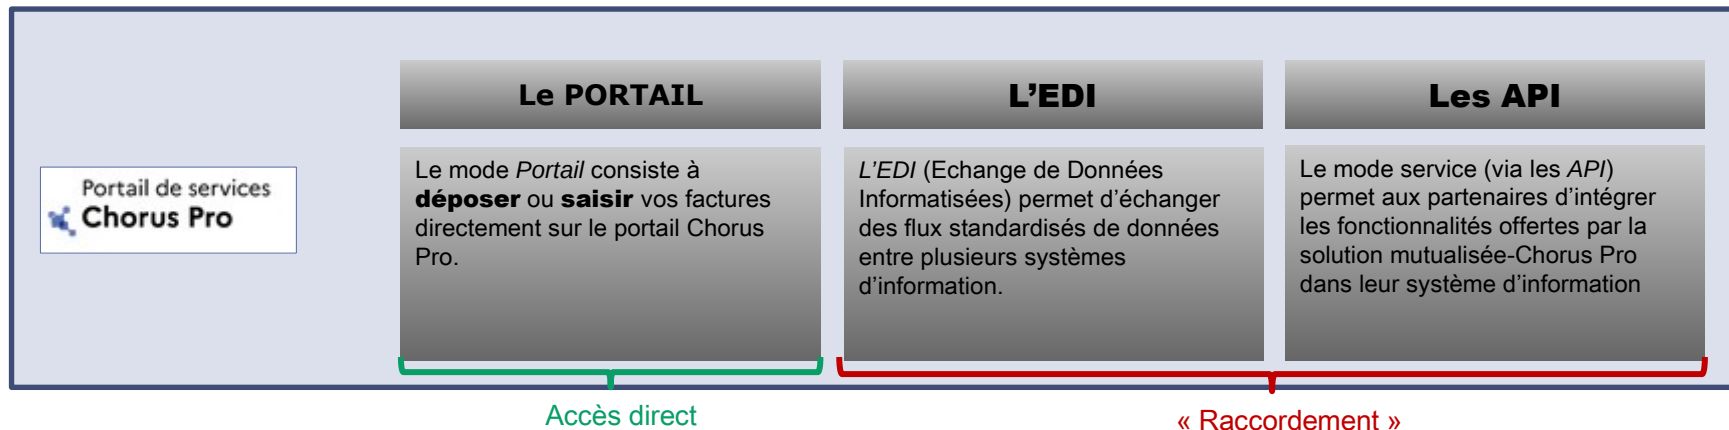 Portail de services
Chorus Pro
Le PORTAIL
Le mode Portail consiste à
déposer ou saisir vos factures
directement sur le portail Chorus
Pro.
L’EDI
L’EDI (Echange de Données
Informatisées) permet d’échanger
des flux standardisés de données
entre plusieurs systèmes
d’information.
Les API
Le mode service (via les API)
permet aux partenaires d’intégrer
les fonctionnalités offertes par la
solution mutualisée-Chorus Pro
dans leur système d’information
Accès direct
« Raccordement »